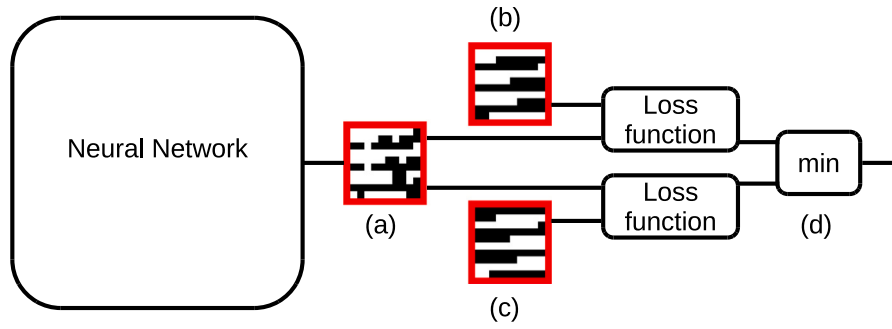 (b)
Neural Network
Loss
function
min
(a)
Loss
function
(d)
(c)